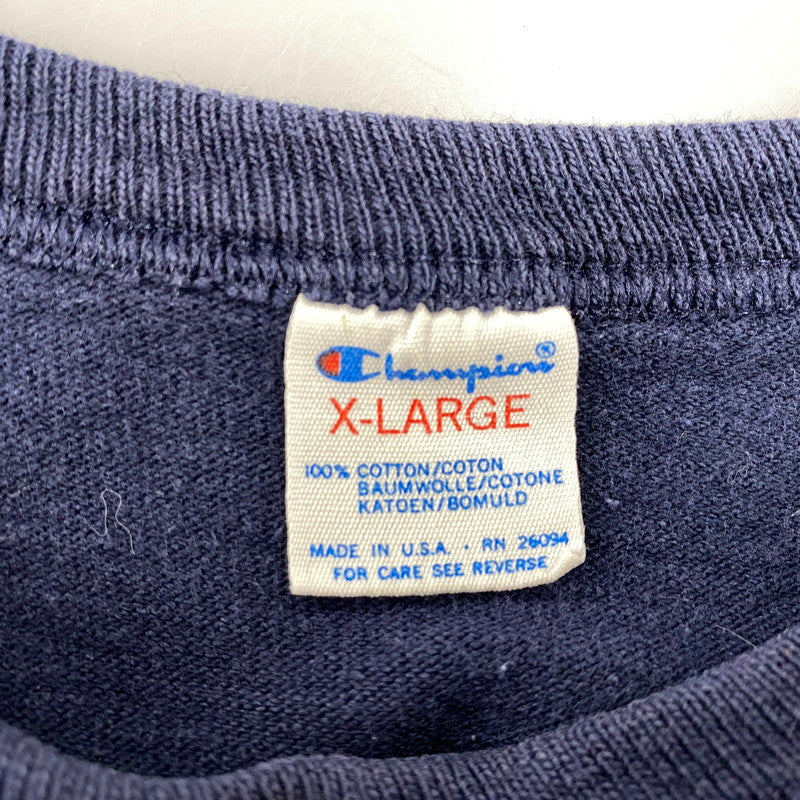 Champion®
X-LARGE
100% COTTON/COTON
BAUMWOLLE/COTONE
KATOEN/BOMULD
MADE IN U.S.A. · RN 26094
FOR CARE SEE REVERSE